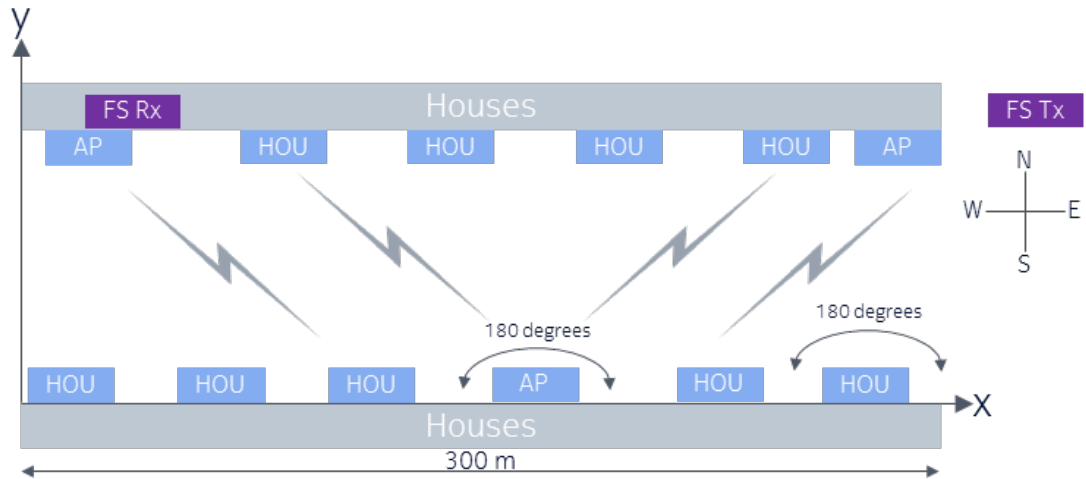 y
FS Rx
Houses
FS Tx
AP
HOU
HOU
HOU
HOU
AP
N
W
E
S
180 degrees
180 degrees
HOU
HOU
HOU
AP
HOU
HOU
X
Houses
300 m